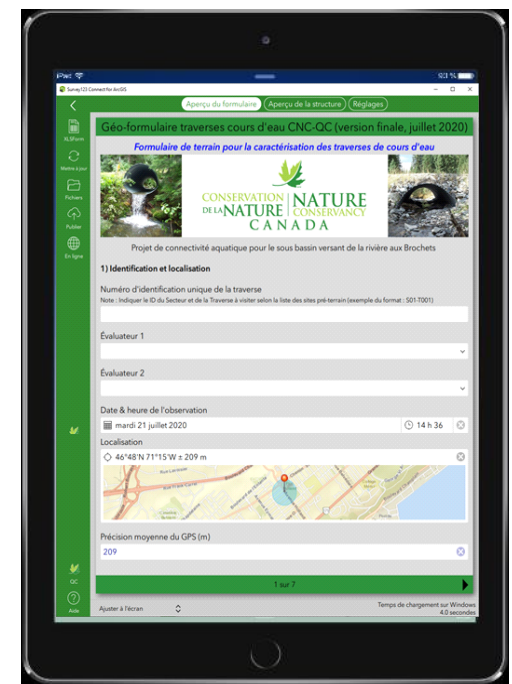 iPad
93 %
Survey123 Connect for ArcGIS
Aperçu du formulaire
Aperçu de la structure
Réglages
XLSForm
Mettre à jour
Fichiers
Publier
En ligne
QC
Aide
Géo-formulaire traverses cours d'eau CNC-QC (version finale, juillet 2020)
Formulaire de terrain pour la caractérisation des traverses de cours d'eau
CONSERVATION NATURE
DE LA NATURE CONSERVANCY
CANADA
Projet de connectivité aquatique pour le sous bassin versant de la rivière aux Brochets
1) Identification et localisation
Numéro d'identification unique de la traverse
Note : Indiquer le ID du Secteur et de la Traverse à visiter selon la liste des sites pré-terrain (exemple du format : S01-T001)
Évaluateur 1
Évaluateur 2
Date & heure de l'observation
mardi 21 juillet 2020
14 h 36
Localisation
46°48'N 71°15'W ± 209 m
Précision moyenne du GPS (m)
209
1 sur 7
Ajuster à l'écran
Temps de chargement sur Windows
4.0 secondes